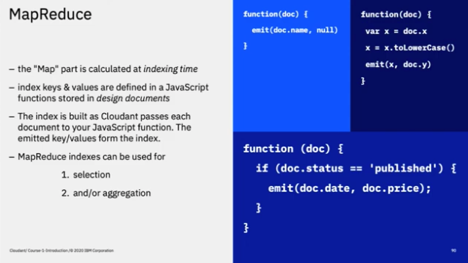 MapReduce
– the "Map" part is calculated at indexing time
– index keys & values are defined in a JavaScript
functions stored in design documents
– The index is built as Cloudant passes each
document to your JavaScript function. The
emitted key/values form the index.
– MapReduce indexes can be used for
1. selection
2. and/or aggregation
function(doc) {
emit(doc.name, null)
}
function(doc) {
var x = doc.x
x = x.toLowerCase()
emit(x, doc.y)
}
function (doc) {
if (doc.status == 'published') {
emit(doc.date, doc.price);
}
}
Cloudant/ Course 1: Introduction /© 2020 IBM Corporation